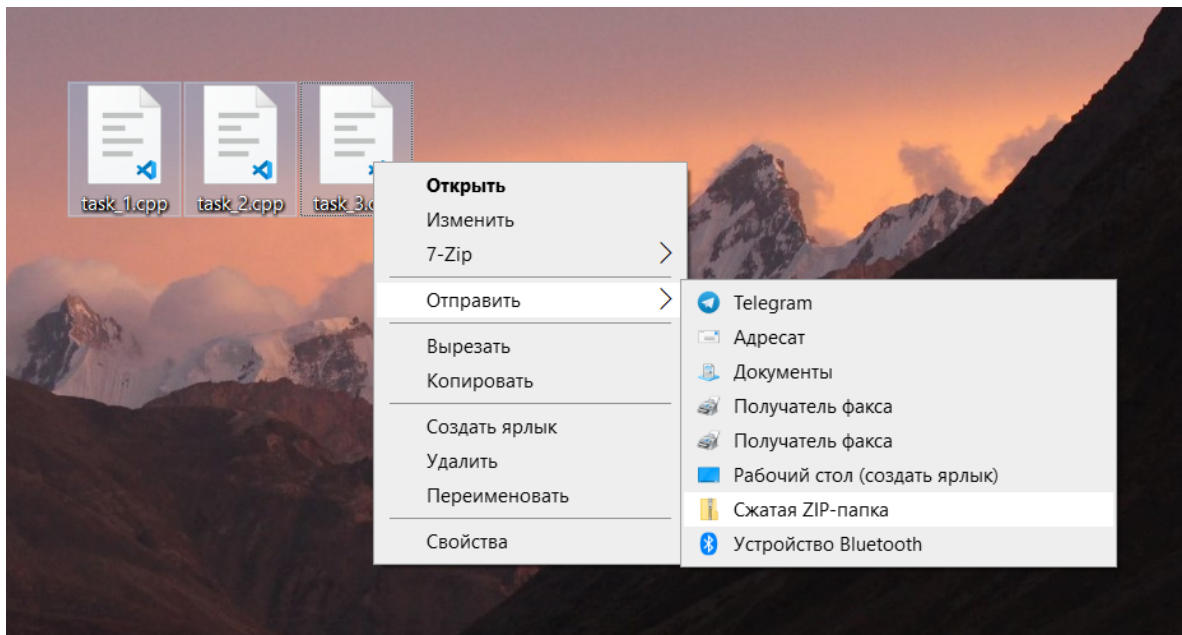 task_1.cpp
task_2.cpp
task_3.c
Открыть
Изменить
7-Zip
Отправить
Вырезать
Копировать
Создать ярлык
Удалить
Переименовать
Свойства
Telegram
Адресат
Документы
Получатель факса
Получатель факса
Рабочий стол (создать ярлык)
Сжатая ZIP-папка
Устройство Bluetooth